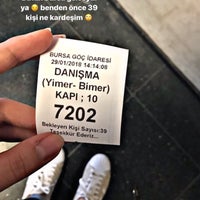 ya 😒 benden önce 39
kişi ne kardeşim 🙄
BURSA GÖÇ İDARESİ
29/01/2018 14:14:06
DANIŞMA
(Yimer- Bimer)
KAPI ; 10
7202
Bekleyen Kişi Sayısı:39
Teşekkür Ederiz...